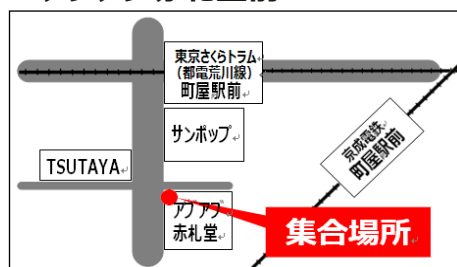 東京さくらトラム
(都電荒川線)
町屋駅前
サンポップ
TSUTAYA
京成電鉄
町屋駅前
アブアブ
赤札堂
集合場所